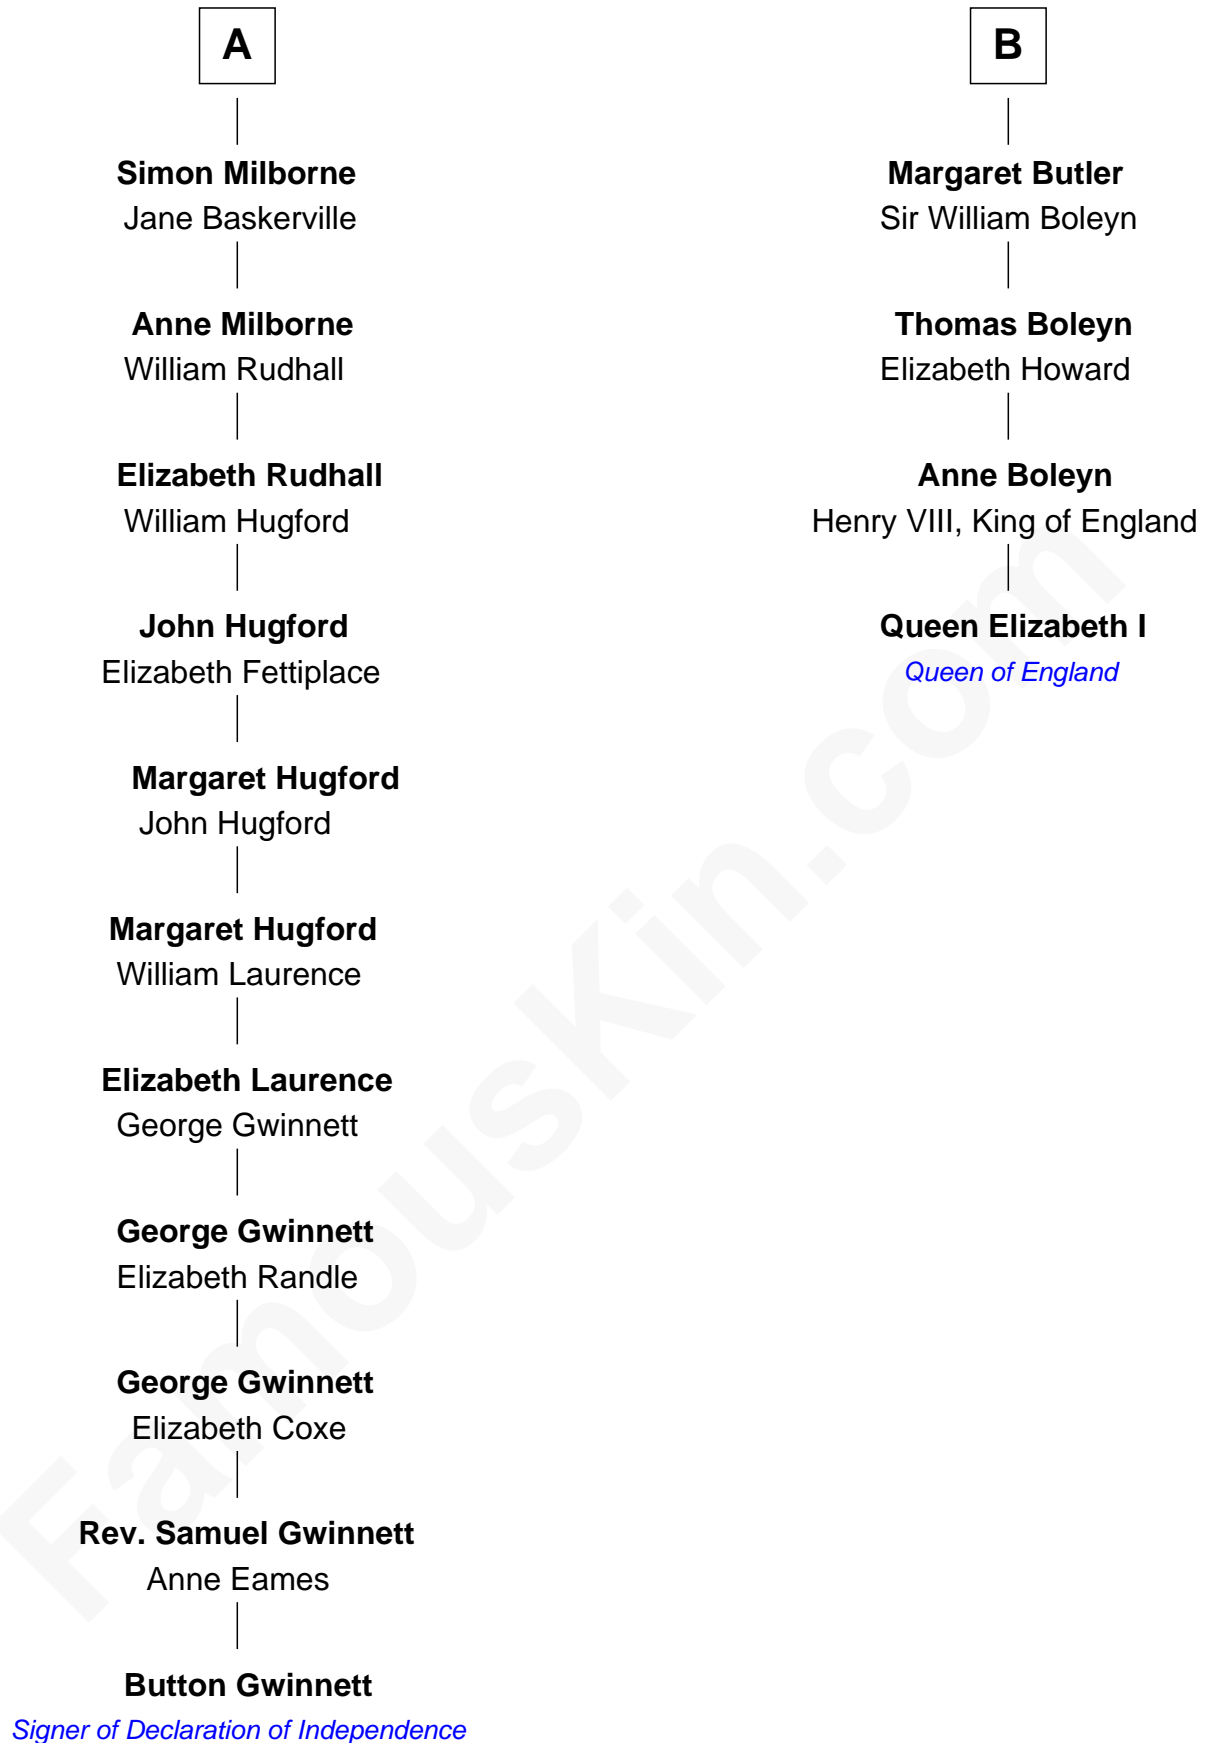 A
Simon Milborne
Jane Baskerville
Anne Milborne
William Rudhall
Elizabeth Rudhall
William Hugford
John Hugford
Elizabeth Fettiplace
Margaret Hugford
John Hugford
Margaret Hugford
William Laurence
Elizabeth Laurence
George Gwinnett
George Gwinnett
Elizabeth Randle
George Gwinnett
Elizabeth Coxe
Rev. Samuel Gwinnett
Anne Eames
Button Gwinnett
Signer of Declaration of Independence
B
Margaret Butler
Sir William Boleyn
Thomas Boleyn
Elizabeth Howard
Anne Boleyn
Henry VIII, King of England
Queen Elizabeth I
Queen of England
FamousKin.com